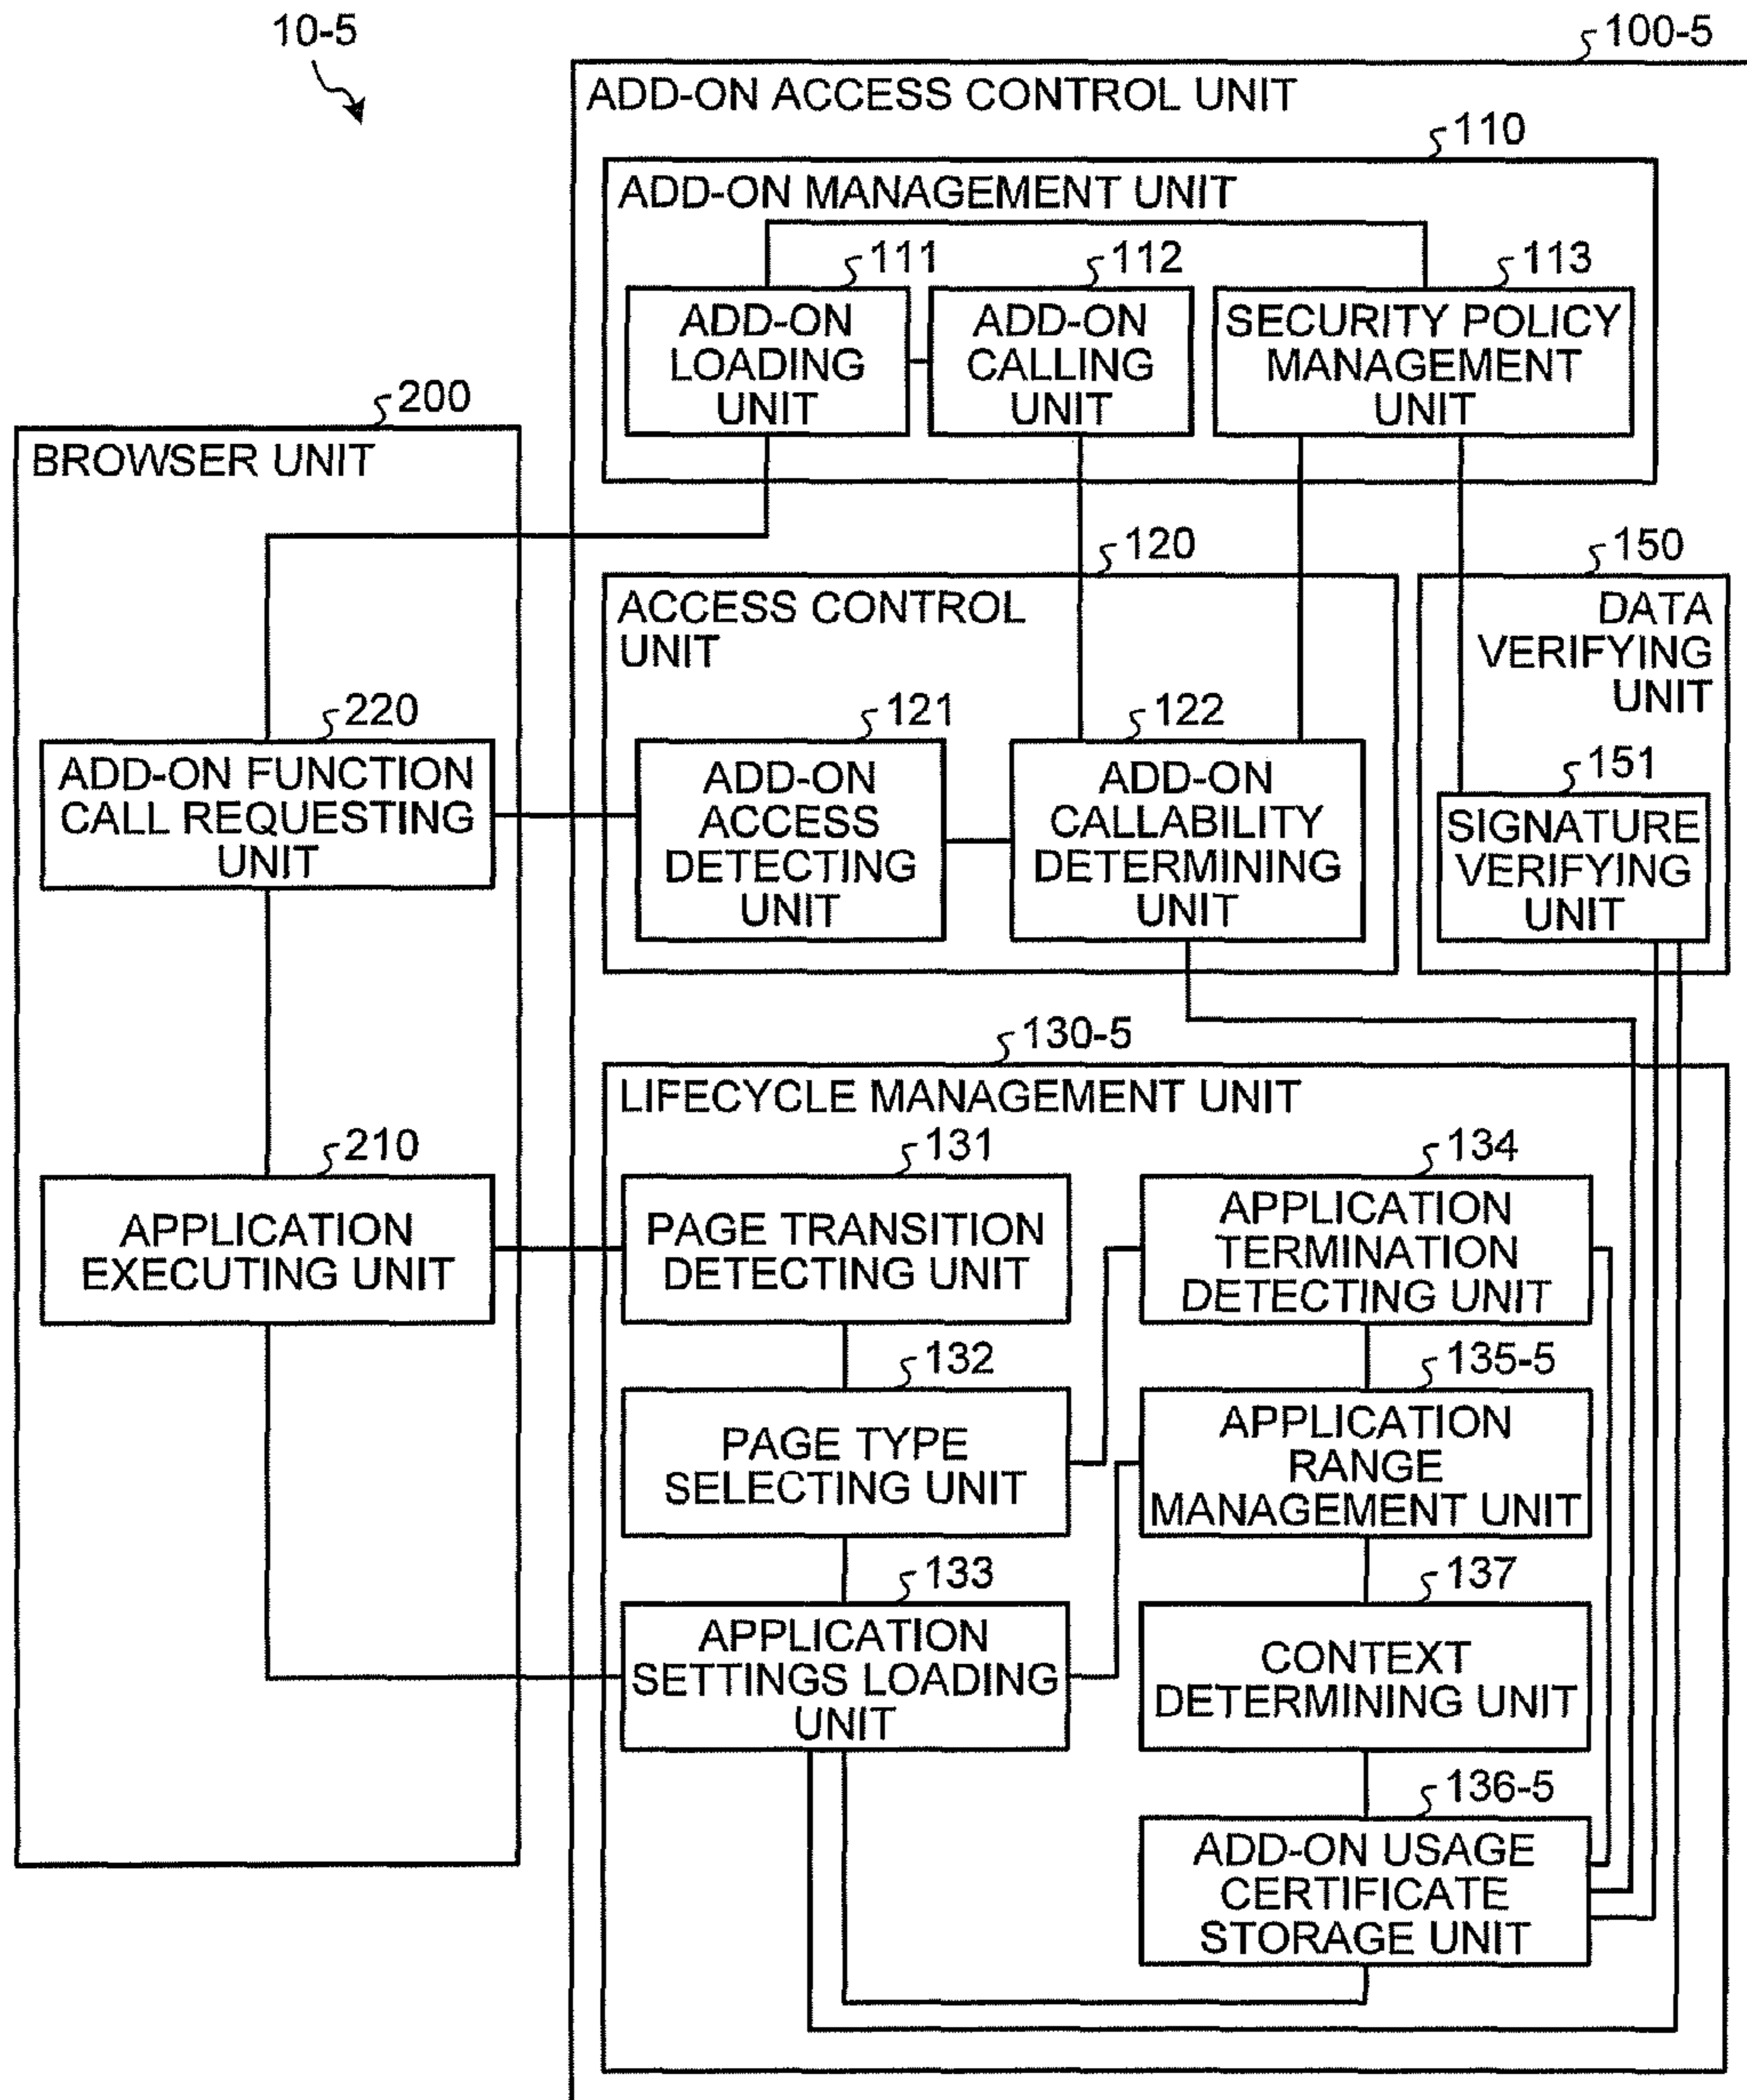 10-5
100-5
ADD-ON ACCESS CONTROL UNIT
110
ADD-ON MANAGEMENT UNIT
111
112
113
ADD-ON
LOADING
UNIT
ADD-ON
CALLING
UNIT
SECURITY POLICY
MANAGEMENT
UNIT
200
BROWSER UNIT
120
150
ACCESS CONTROL
UNIT
DATA
VERIFYING
UNIT
220
121
122
151
ADD-ON FUNCTION
CALL REQUESTING
UNIT
ADD-ON
ACCESS
DETECTING
UNIT
ADD-ON
CALLABILITY
DETERMINING
UNIT
SIGNATURE
VERIFYING
UNIT
130-5
LIFECYCLE MANAGEMENT UNIT
210
131
134
APPLICATION
EXECUTING UNIT
PAGE TRANSITION
DETECTING UNIT
APPLICATION
TERMINATION
DETECTING UNIT
132
135-5
PAGE TYPE
SELECTING UNIT
APPLICATION
RANGE
MANAGEMENT UNIT
133
137
APPLICATION
SETTINGS LOADING
UNIT
CONTEXT
DETERMINING UNIT
136-5
ADD-ON USAGE
CERTIFICATE
STORAGE UNIT